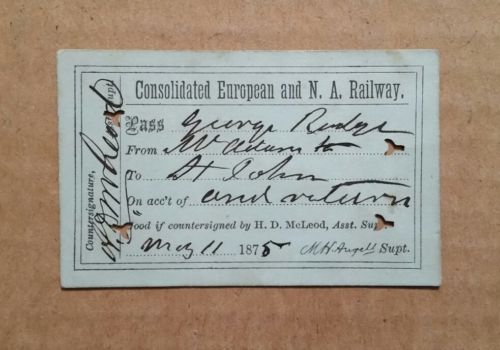 Consolidated European and N. A. Railway.
Pass George Rudge
From McAdam to
To St John
On acc't of and return
Good if countersigned by H. D. McLeod, Asst. Supt
May 11 1875 M H Angell Supt.
Countersignature, Supt